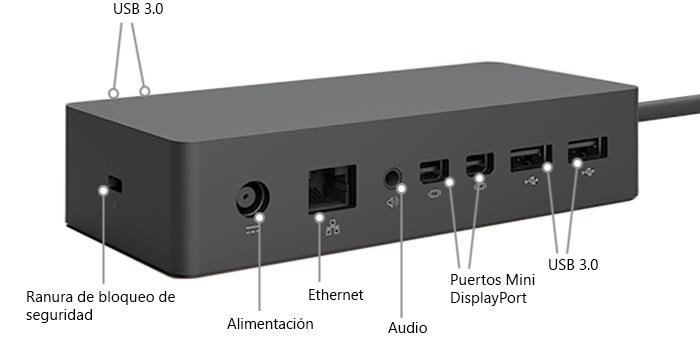 USB 3.0
Ranura de bloqueo de
seguridad
Alimentación
Ethernet
Audio
Puertos Mini
DisplayPort
USB 3.0